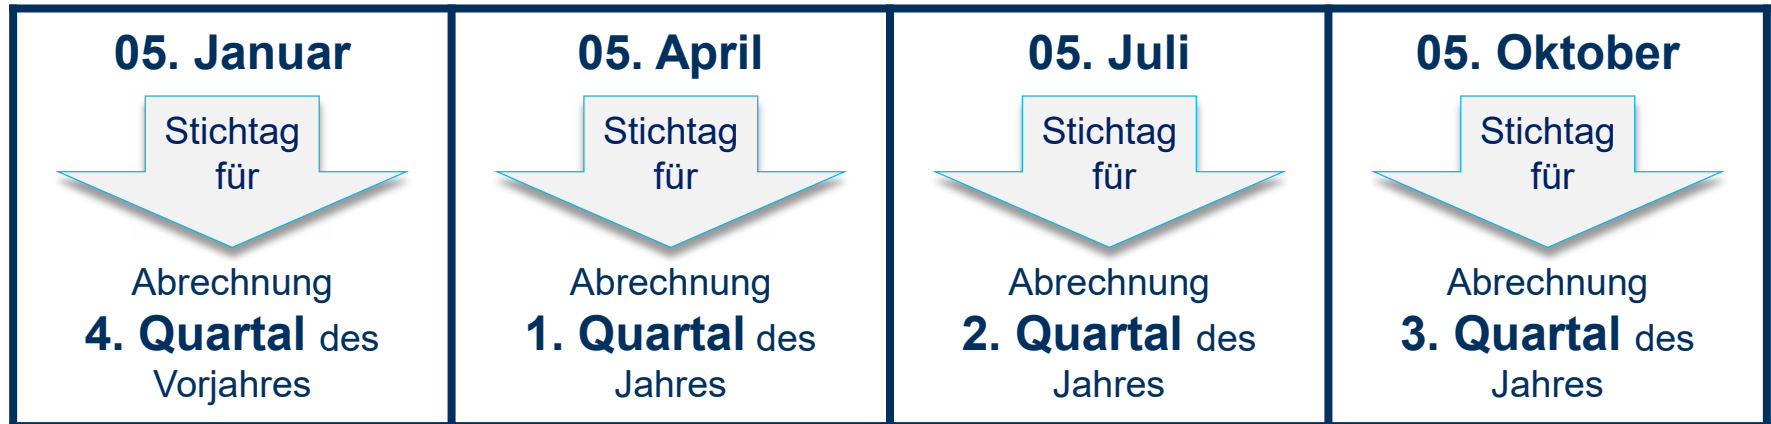 05. Januar
Stichtag
für
Abrechnung
4. Quartal des
Vorjahres
05. April
Stichtag
für
Abrechnung
1. Quartal des
Jahres
05. Juli
Stichtag
für
Abrechnung
2. Quartal des
Jahres
05. Oktober
Stichtag
für
Abrechnung
3. Quartal des
Jahres